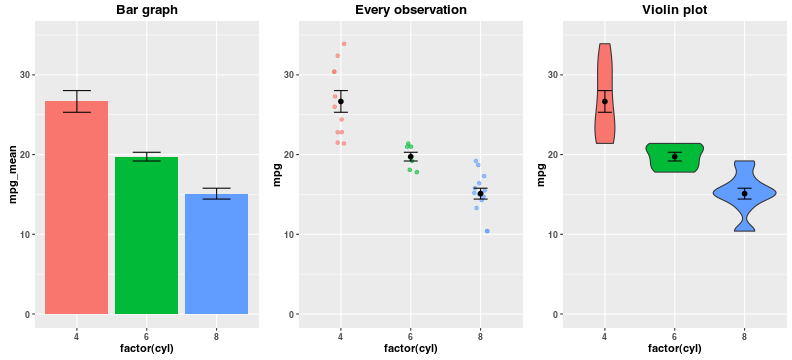 Bar graph
mpg_mean
30
20
10
0
4 6 8
factor(cyl)
Every observation
mpg
30
20
10
0
4 6 8
factor(cyl)
Violin plot
mpg
30
20
10
0
4 6 8
factor(cyl)